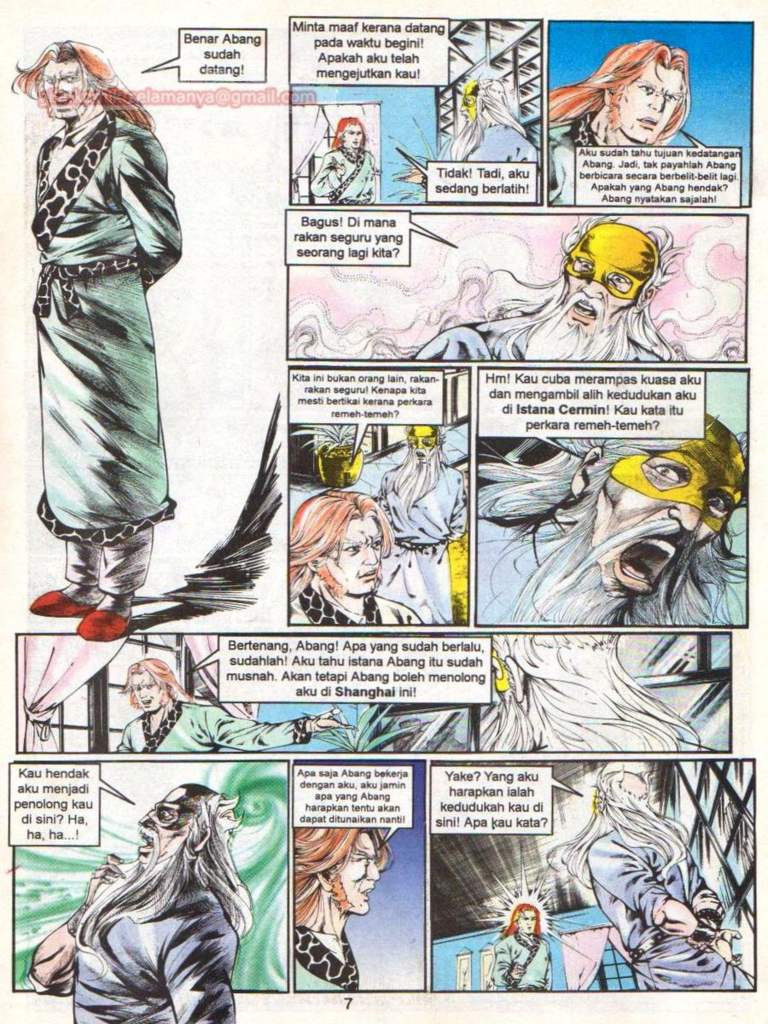 Benar Abang
sudah
datang!
Minta maaf kerana datang
pada waktu begini!
Apakah aku telah
mengejutkan kau!
Tidak! Tadi, aku
sedang berlatih!
Aku sudah tahu tujuan kedatangan
Abang. Jadi, tak payahlah Abang
berbicara secara berbelit-belit lagi.
Apakah yang Abang hendak?
Abang nyatakan sajalah!
Bagus! Di mana
rakan seguru yang
seorang lagi kita?
Kita ini bukan orang lain, rakan-
rakan seguru! Kenapa kita
mesti bertikai kerana perkara
remeh-temeh?
Hm! Kau cuba merampas kuasa aku
dan mengambil alih kedudukan aku
di Istana Cermin! Kau kata itu
perkara remeh-temeh?
Bertenang, Abang! Apa yang sudah berlalu,
sudahlah! Aku tahu istana Abang itu sudah
musnah. Akan tetapi Abang boleh menolong
aku di Shanghai ini!
Kau hendak
aku menjadi
penolong kau
di sini? Ha,
ha, ha...!
Apa saja Abang bekerja
dengan aku, aku jamin
apa yang Abang
harapkan tentu akan
dapat ditunaikan nanti!
Yake? Yang aku
harapkan ialah
kedudukah kau di
sini! Apa kau kata?
7